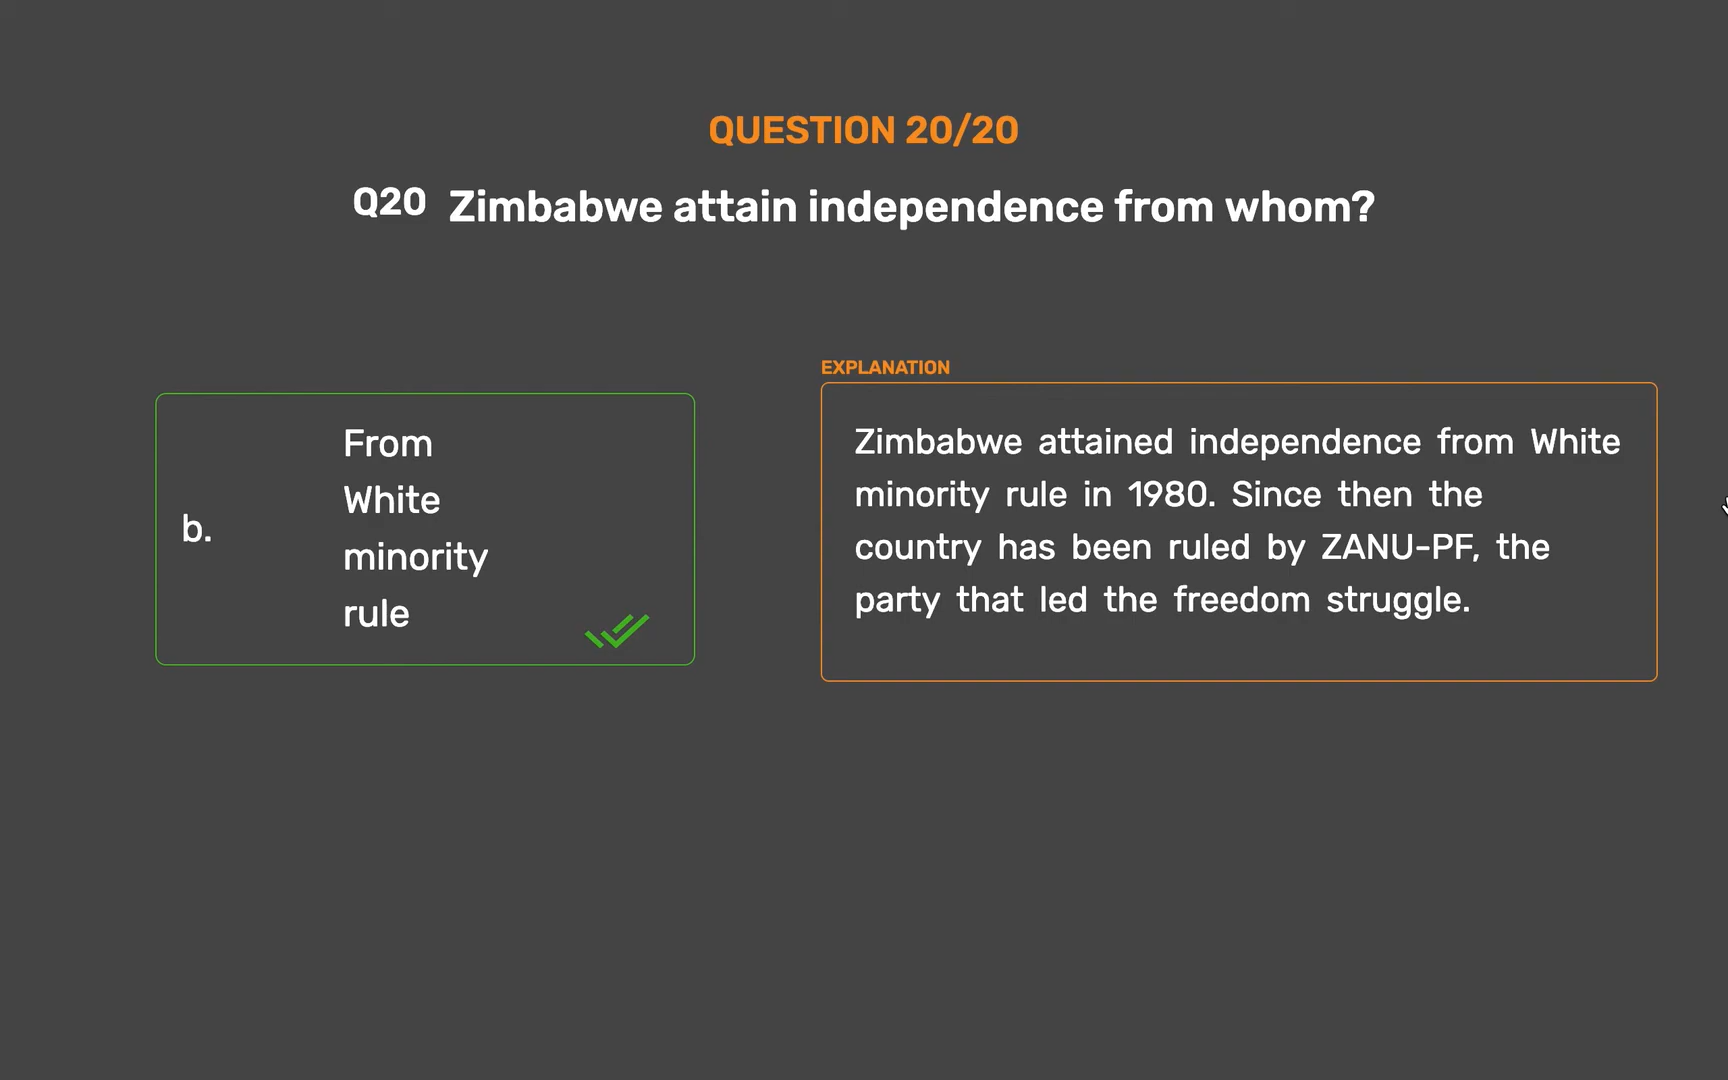 QUESTION 20/20
Q20 Zimbabwe attain independence from whom?
b.
From
White
minority
rule
EXPLANATION
Zimbabwe attained independence from White
minority rule in 1980. Since then the
country has been ruled by ZANU-PF, the
party that led the freedom struggle.